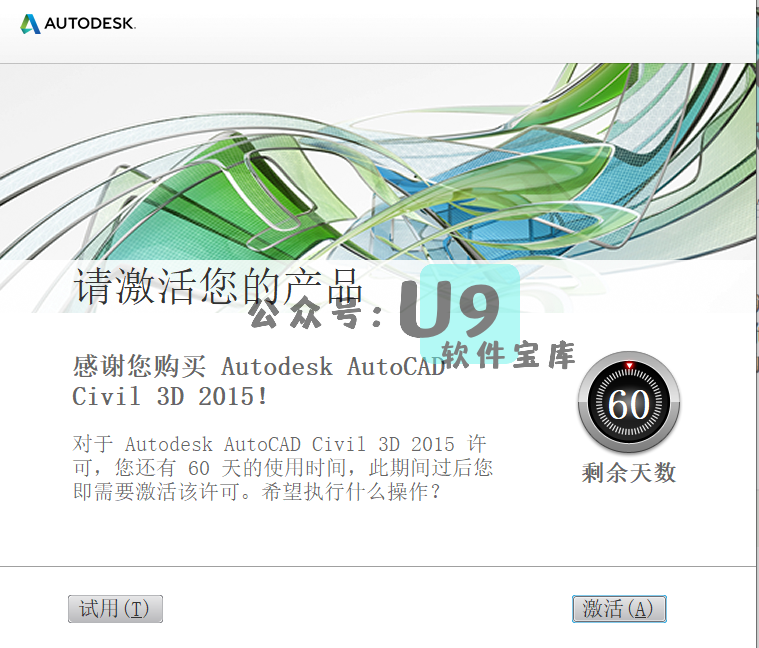 AUTODESK.
请激活您的产品
公众号:U9
软件宝库
感谢您购买 Autodesk AutoCAD
Civil 3D 2015!
60
剩余天数
对于 Autodesk AutoCAD Civil 3D 2015 许
可，您还有 60 天的使用时间，此期间过后您
即需要激活该许可。希望执行什么操作？
试用(T)
激活(A)